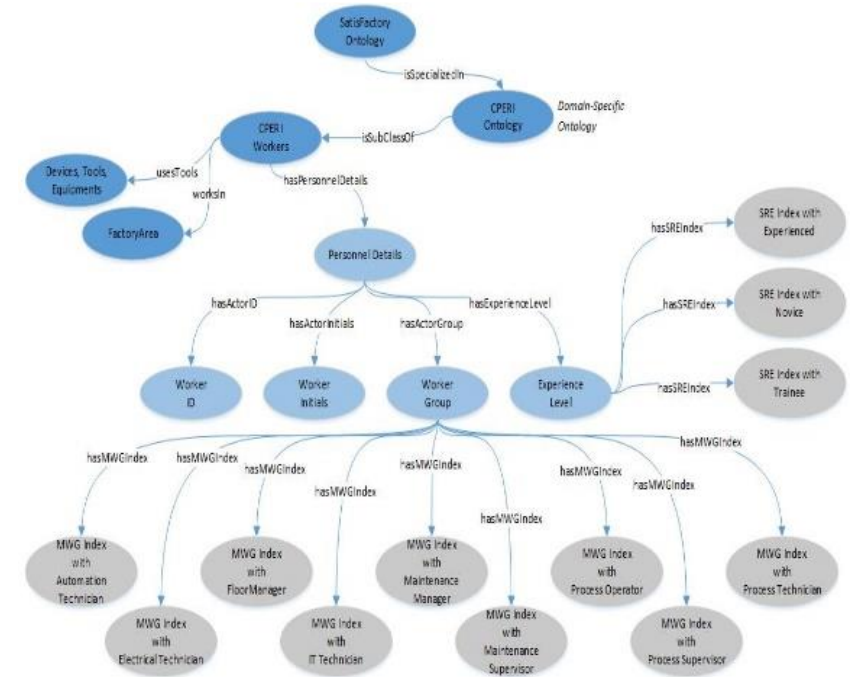 SatisFactory
Ontology
isSpecializedIn
CPERI
Ontology
Domain-Specific
Ontology
CPERI
Workers
isSubClassOf
Devices, Tools,
Equipments
usesTools
worksIn
hasPersonnelDetails
FactoryArea
Personnel Details
SRE Index with
Experienced
hasSREIndex
hasActorID
hasActorInitials
hasActorGroup
hasExperienceLevel
hasSREIndex
SRE Index with
Novice
Worker
ID
Worker
Initials
Worker
Group
Experience
Level
hasSREIndex
SRE Index with
Trainee
hasMWGIndex
hasMWGIndex
hasMWGIndex
hasMWGIndex
hasMWGIndex
hasMWGIndex
hasMWGIndex
hasMWGIndex
hasMWGIndex
MWG Index
with
Automation
Technician
MWG Index
with
FloorManager
MWG Index
with
Maintenance
Manager
MWG Index
with
Process Operator
MWG Index
with
Process Technician
MWG Index
with
Electrical Technician
MWG Index
with
IT Technician
MWG Index
with
Maintenance
Supervisor
MWG Index
with
Process Supervisor